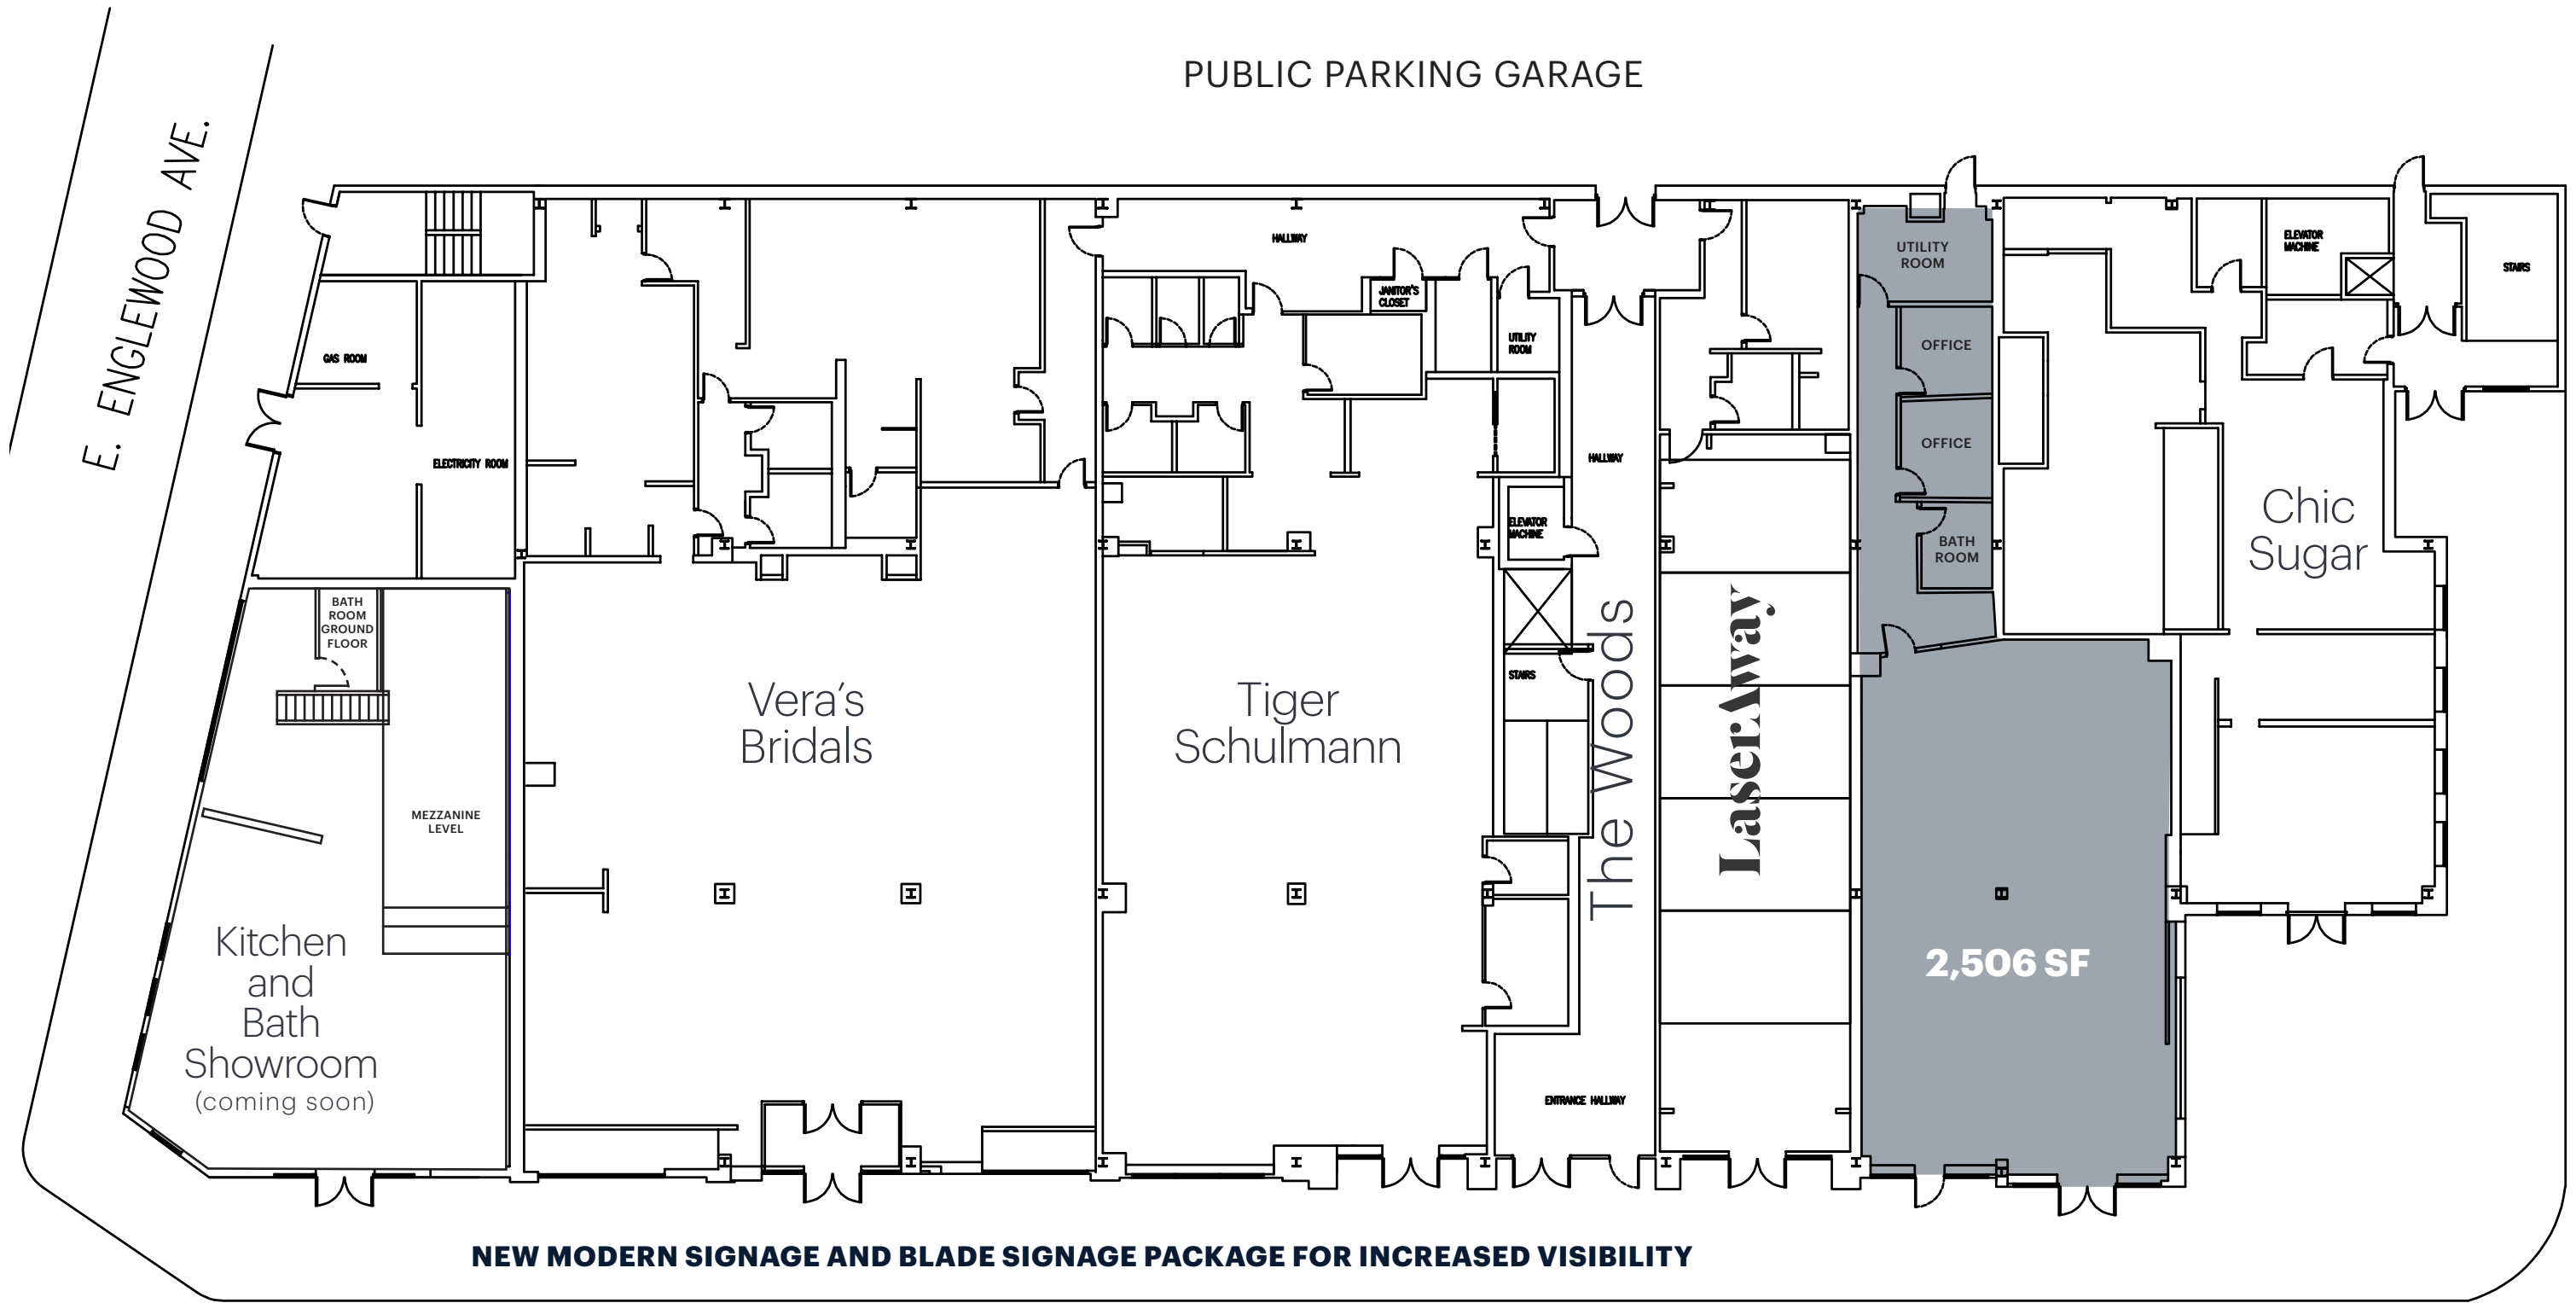 PUBLIC PARKING GARAGE
E. ENGLEWOOD AVE.
HALLWAY
ELEVATOR
MACHINE
STAIRS
UTILITY
ROOM
JANITOR'S
CLOSET
UTILITY
ROOM
OFFICE
GAS ROOM
OFFICE
ELECTRICITY ROOM
HALLWAY
Chic
Sugar
ELEVATOR
MACHINE
BATH
ROOM
BATH
ROOM
GROUND
FLOOR
STAIRS
Vera’s
Bridals
Tiger
Schulmann
The Woods
LaserAway
MEZZANINE
LEVEL
Kitchen
and
Bath
Showroom
(coming soon)
2,506 SF
ENTRANCE HALLWAY
NEW MODERN SIGNAGE AND BLADE SIGNAGE PACKAGE FOR INCREASED VISIBILITY